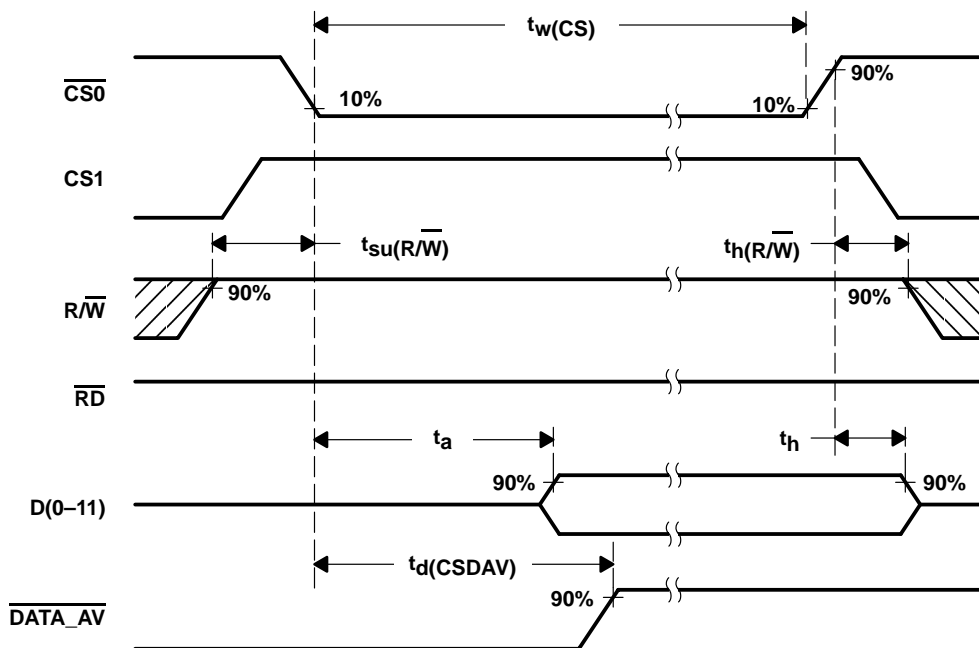 tw(CS)
CS0
10%
10%
90%
CS1
tsu(R/W)
th(R/W)
R/W
90%
90%
RD
ta
th
D(0–11)
90%
90%
td(CSDAV)
DATA_AV
90%